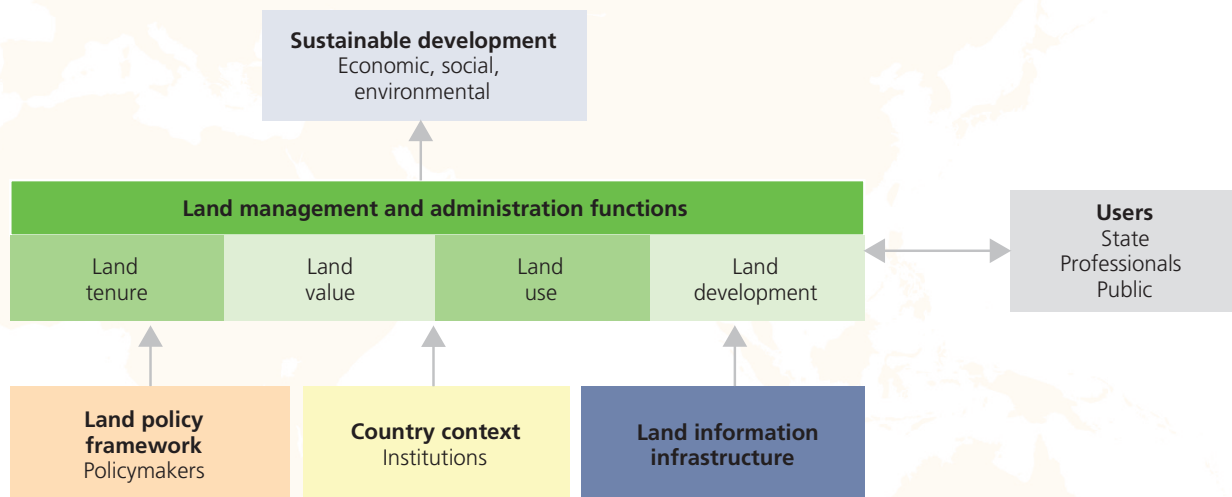 Sustainable development
Economic, social,
environmental
Land management and administration functions
Land
tenure
Land
value
Land
use
Land
development
Users
State
Professionals
Public
Land policy
framework
Policymakers
Country context
Institutions
Land information
infrastructure